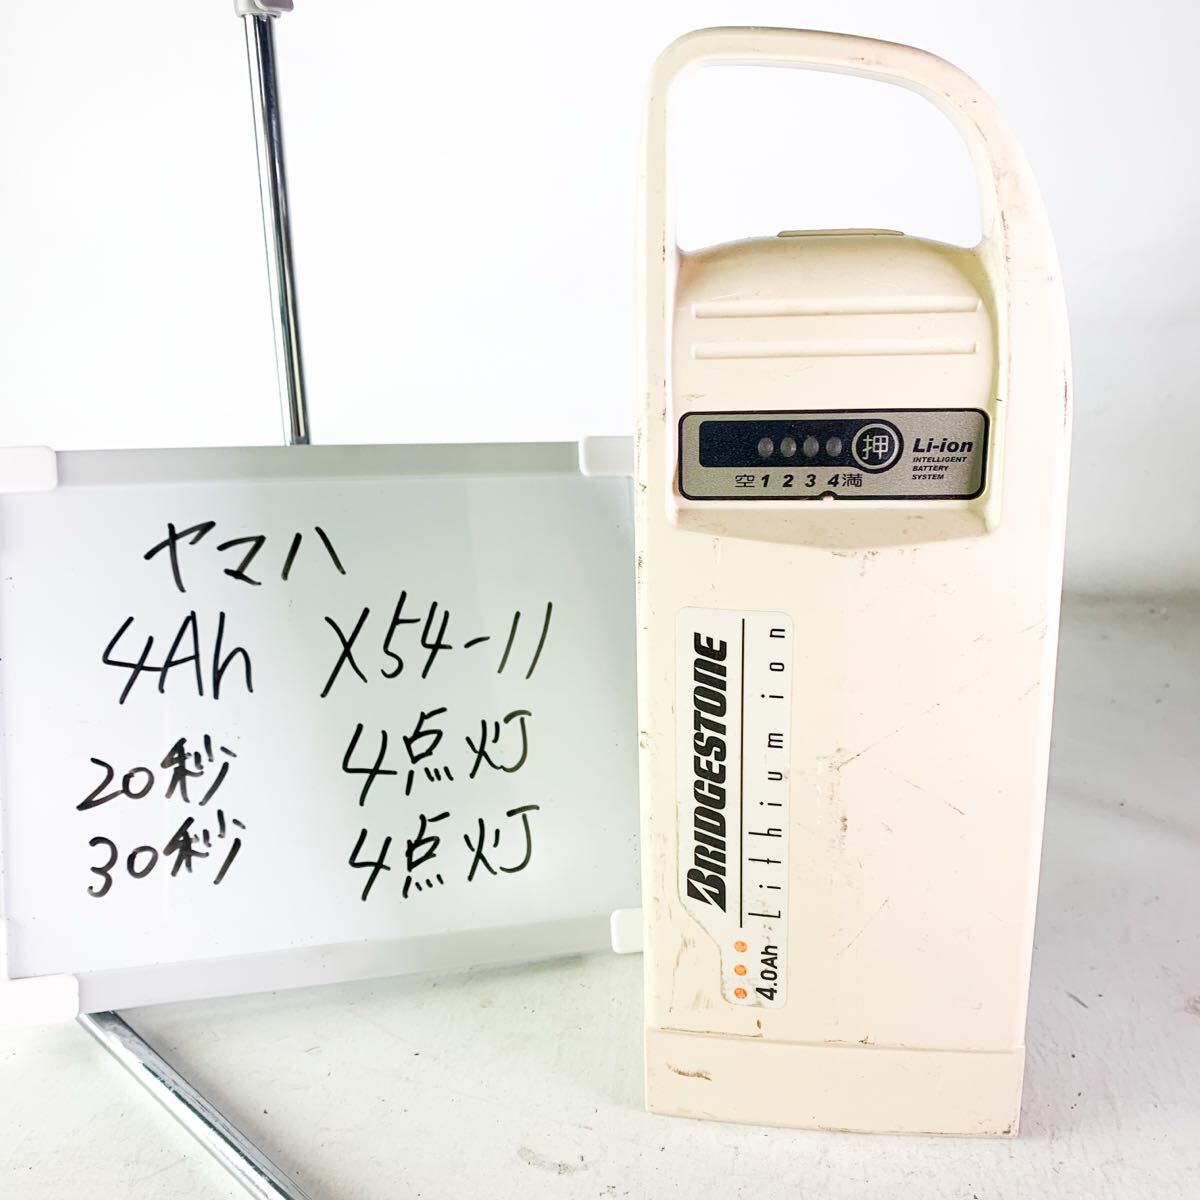 ヤマハ
4Ah X54-11
20秒 4点灯
30秒 4点灯
押 Li-ion
INTELLIGENT
BATTERY
SYSTEM
空 1 2 3 4 満
BRIDGESTONE
Lithium ion
4.0Ah